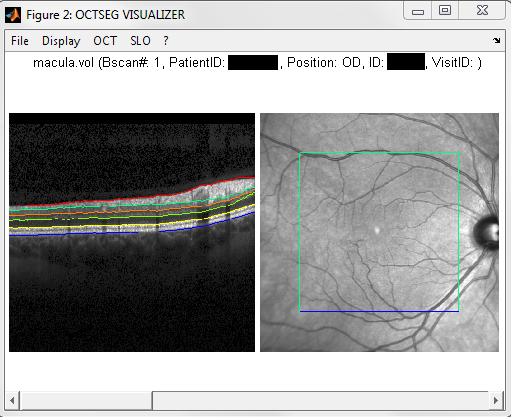 Figure 2: OCTSEG VISUALIZER
File Display OCT SLO ?
macula.vol (Bscan#: 1, PatientID: , Position: OD, ID: , VisitID: )